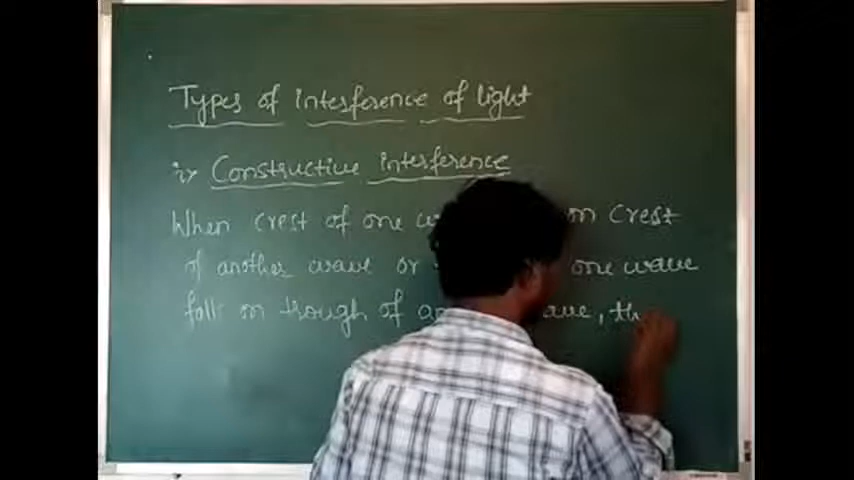 Types of interference of light
i> Constructive interference
When crest of one on crest
of another wave or one wave
falls on trough of , th